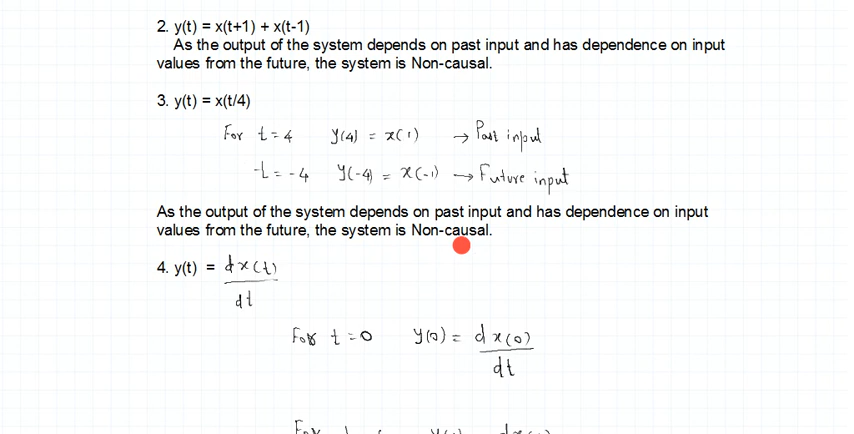 2. y(t) = x(t+1) + x(t-1)
As the output of the system depends on past input and has dependence on input
values from the future, the system is Non-causal.
3. y(t) = x(t/4)
For t = 4 y(4) = x(1) → Past input
t = -4 y(-4) = x(-1) → Future input
As the output of the system depends on past input and has dependence on input
values from the future, the system is Non-causal.
4. y(t) = dx(t)
dt
For t = 0 y(0) = dx(0)
dt
For